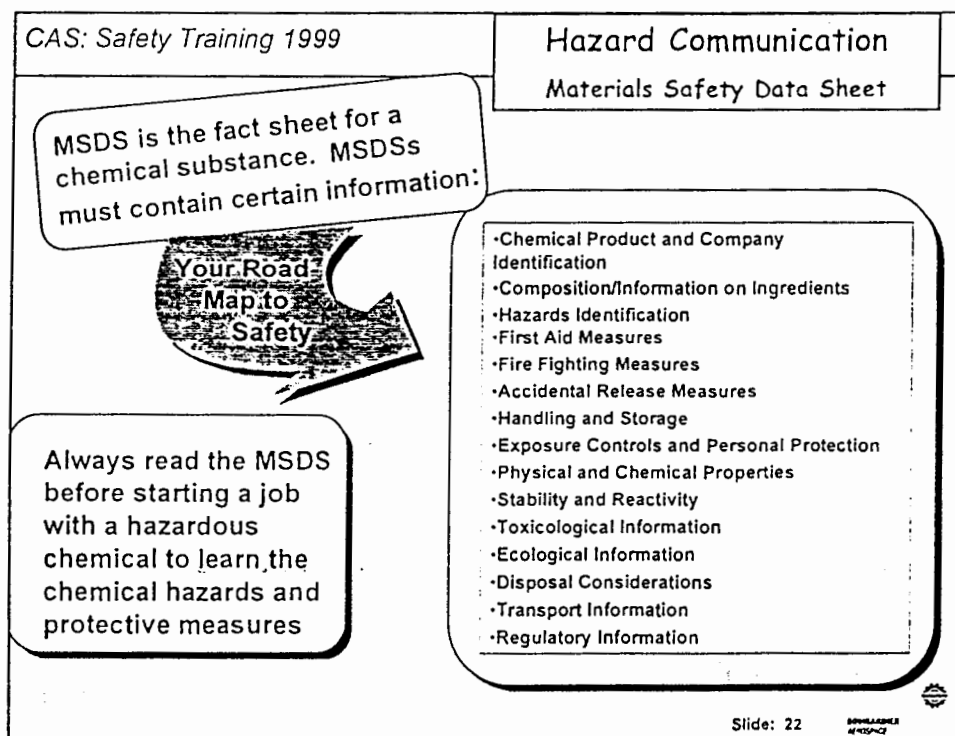 CAS: Safety Training 1999
Hazard Communication
Materials Safety Data Sheet
MSDS is the fact sheet for a
chemical substance. MSDSs
must contain certain information:
Your Road
Map to
Safety
•Chemical Product and Company
Identification
•Composition/Information on Ingredients
•Hazards Identification
•First Aid Measures
•Fire Fighting Measures
•Accidental Release Measures
•Handling and Storage
•Exposure Controls and Personal Protection
•Physical and Chemical Properties
•Stability and Reactivity
•Toxicological Information
•Ecological Information
•Disposal Considerations
•Transport Information
•Regulatory Information
Always read the MSDS
before starting a job
with a hazardous
chemical to learn the
chemical hazards and
protective measures
Slide: 22
BOMBARDIER
AEROSPACE